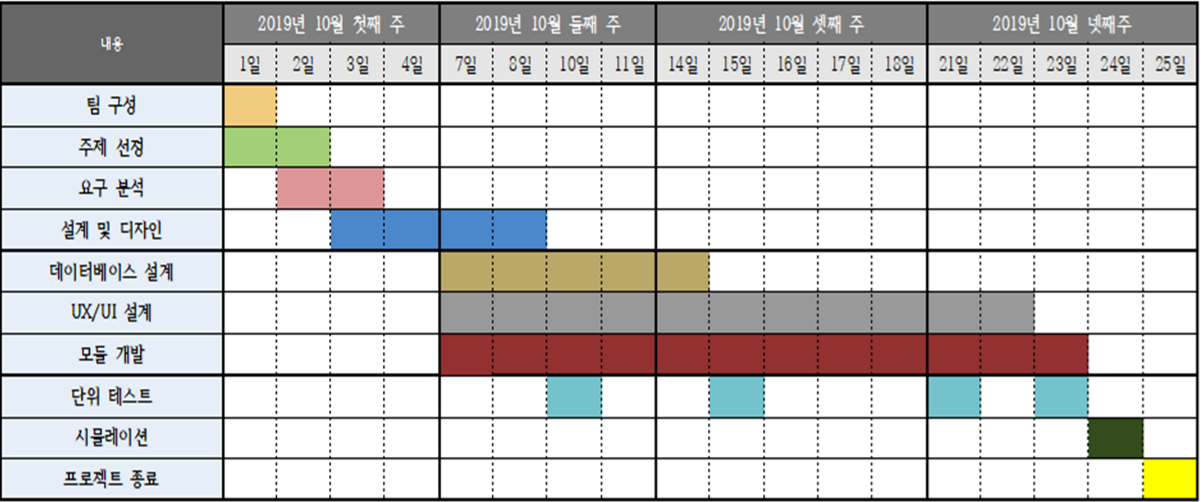 내용
2019년 10월 첫째 주
2019년 10월 둘째 주
2019년 10월 셋째 주
2019년 10월 넷째주
1일 2일 3일 4일 7일 8일 10일 11일 14일 15일 16일 17일 18일 21일 22일 23일 24일 25일
팀 구성
주제 선정
요구 분석
설계 및 디자인
데이터베이스 설계
UX/UI 설계
모듈 개발
단위 테스트
시뮬레이션
프로젝트 종료